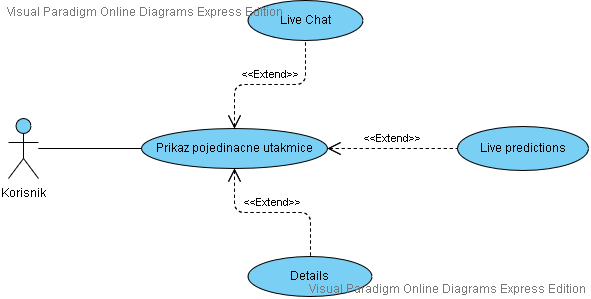 Visual Paradigm Online Diagrams Express Edition
Live Chat
<<Extend>>
Prikaz pojedinacne utakmice
<<Extend>>
Live predictions
Korisnik
<<Extend>>
Details
Visual Paradigm Online Diagrams Express Edition